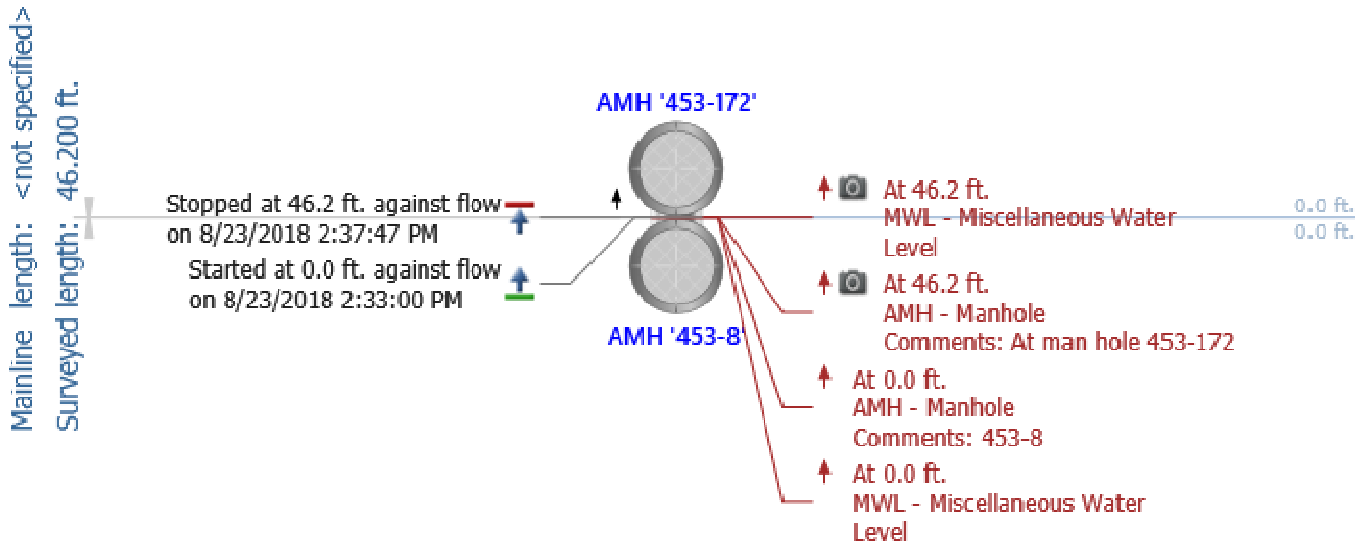 Mainline length: <not specified>
Surveyed length: 46.200 ft.
AMH '453-172'
Stopped at 46.2 ft. against flow
on 8/23/2018 2:37:47 PM
Started at 0.0 ft. against flow
on 8/23/2018 2:33:00 PM
AMH '453-8'
At 46.2 ft.
MWL - Miscellaneous Water
Level
At 46.2 ft.
AMH - Manhole
Comments: At man hole 453-172
At 0.0 ft.
AMH - Manhole
Comments: 453-8
At 0.0 ft.
MWL - Miscellaneous Water
Level
0.0 ft.
0.0 ft.